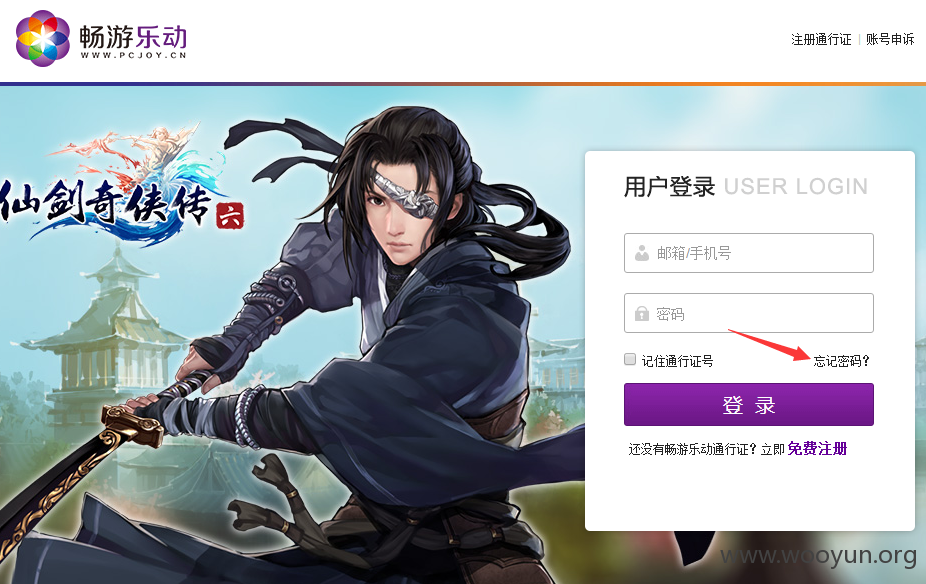 畅游乐动
WWW.PCJOY.CN
注册通行证 | 账号申诉
仙剑奇侠传 六
用户登录 USER LOGIN
邮箱/手机号
密码
记住通行证号 忘记密码?
登 录
还没有畅游乐动通行证? 立即 免费注册
www.wooyun.org